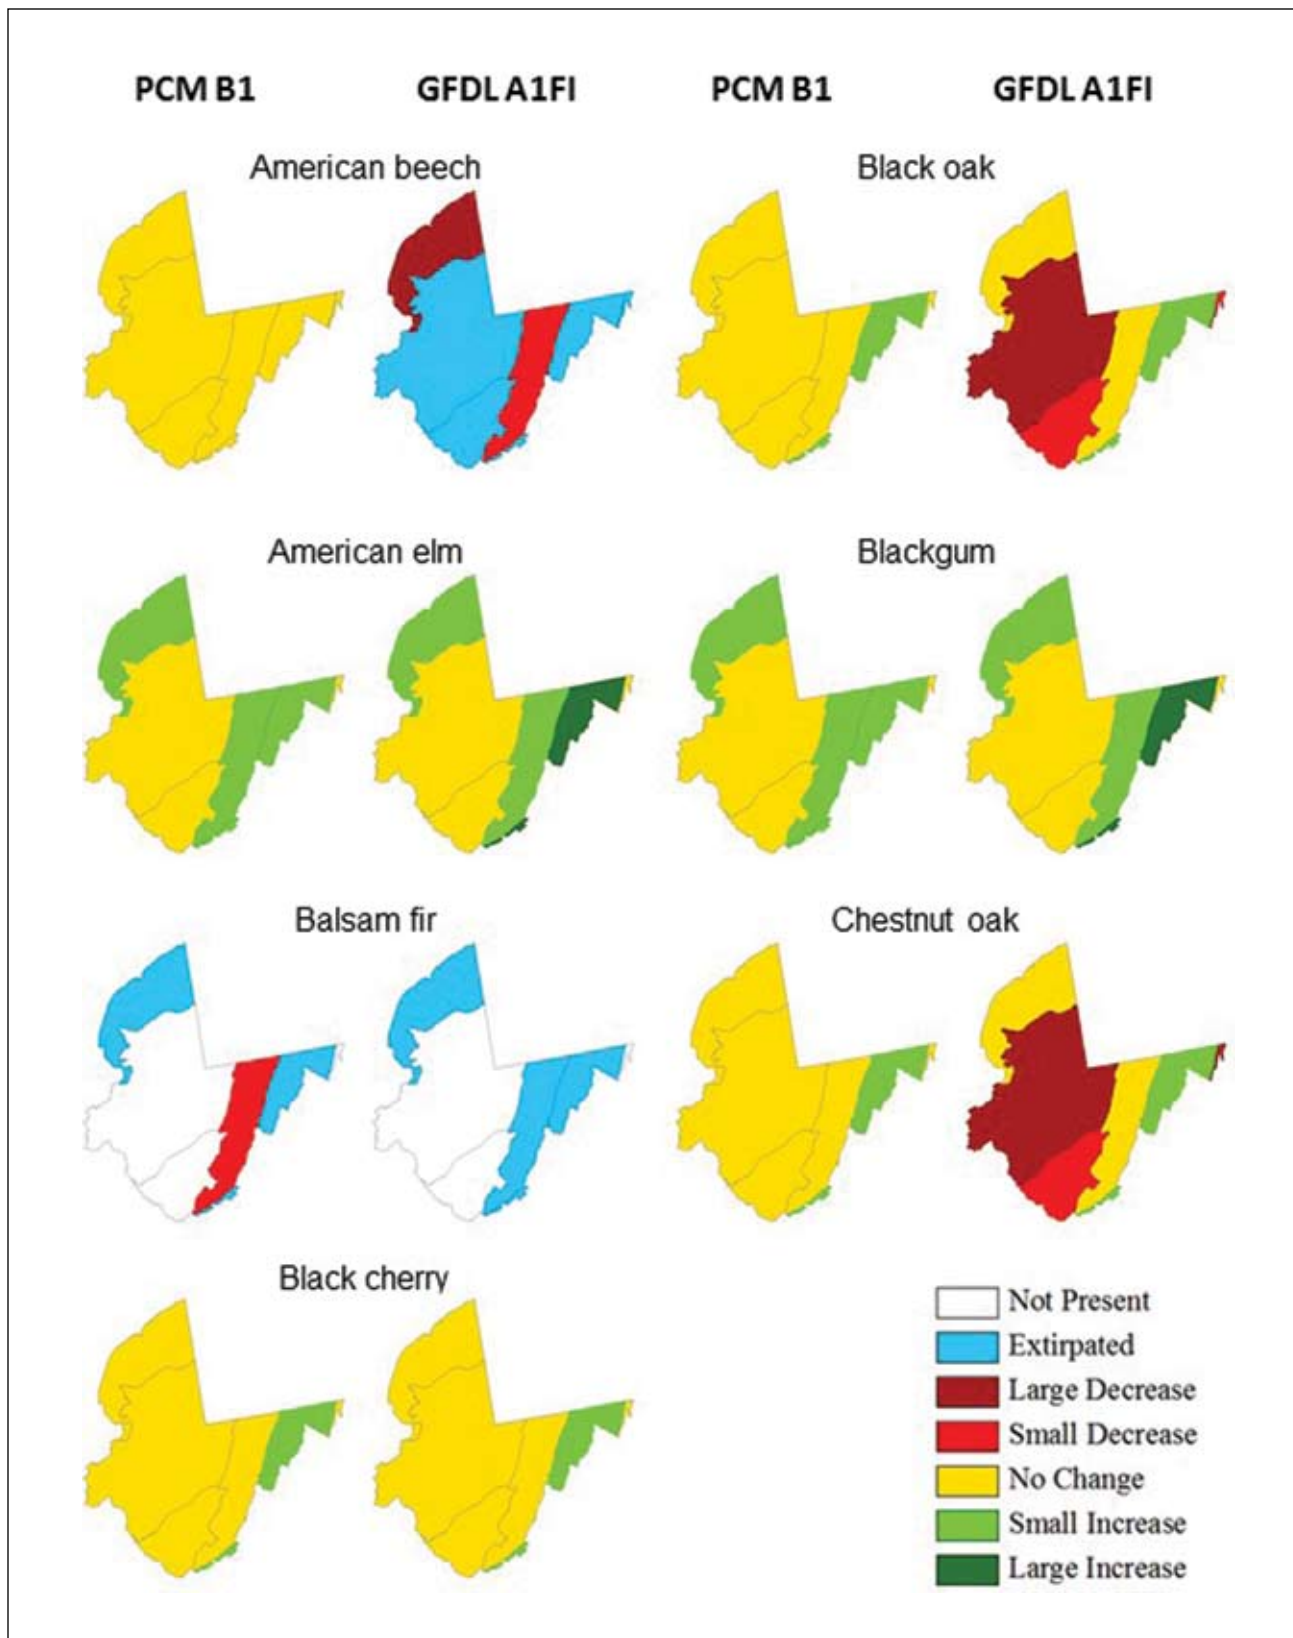 PCM B1 GFDL A1FI PCM B1 GFDL A1FI
American beech Black oak
American elm Blackgum
Balsam fir Chestnut oak
Black cherry
Not Present
Extirpated
Large Decrease
Small Decrease
No Change
Small Increase
Large Increase